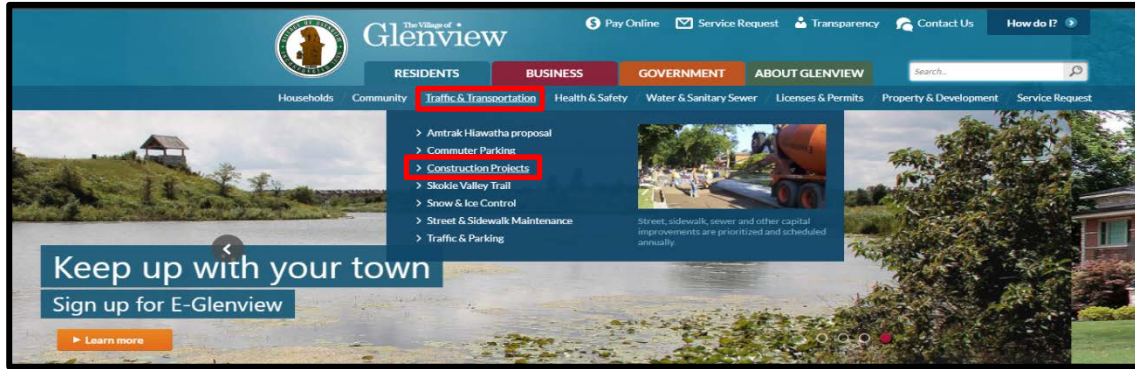 The Village of
Glenview
Pay Online Service Request Transparency Contact Us How do I?
RESIDENTS BUSINESS GOVERNMENT ABOUT GLENVIEW Search...
Households Community Traffic & Transportation Health & Safety Water & Sanitary Sewer Licenses & Permits Property & Development Service Request
> Amtrak Hiawatha proposal
> Commuter Parking
> Construction Projects
> Skokie Valley Trail
> Snow & Ice Control
> Street & Sidewalk Maintenance
> Traffic & Parking
Street, sidewalk, sewer and other capital
improvements are prioritized and scheduled
annually.
Keep up with your town
Sign up for E-Glenview
Learn more